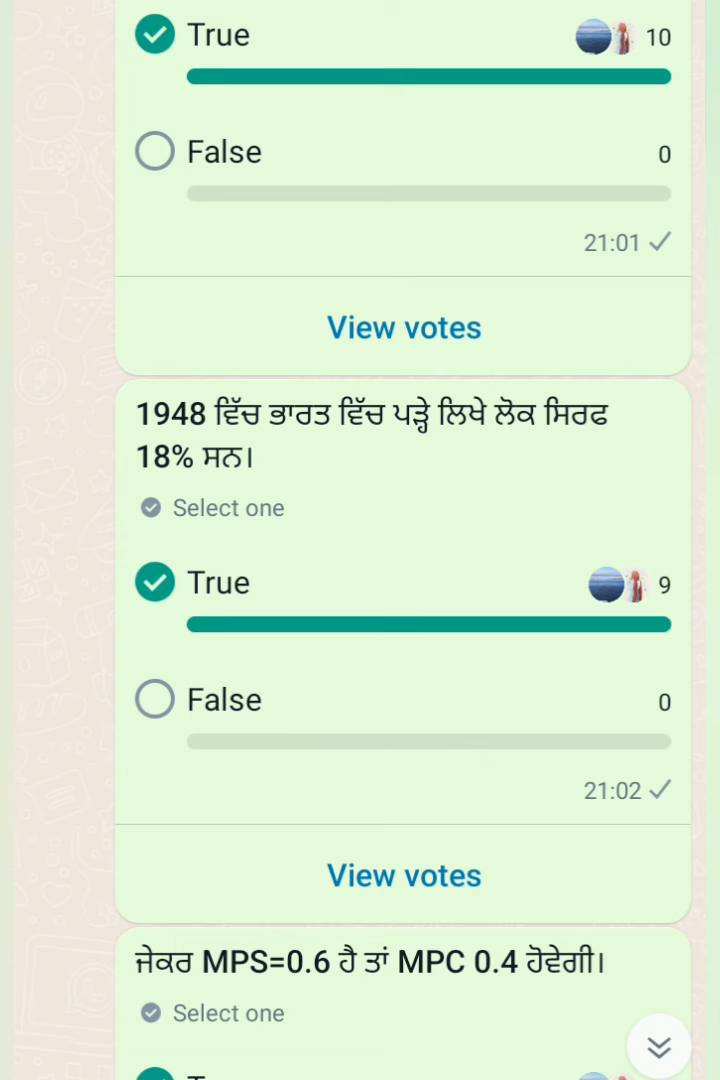 True 10
False 0
21:01
View votes
1948 ਵਿੱਚ ਭਾਰਤ ਵਿੱਚ ਪੜ੍ਹੇ ਲਿਖੇ ਲੋਕ ਸਿਰਫ
18% ਸਨ।
Select one
True 9
False 0
21:02
View votes
ਜੇਕਰ MPS=0.6 ਹੈ ਤਾਂ MPC 0.4 ਹੋਵੇਗੀ।
Select one